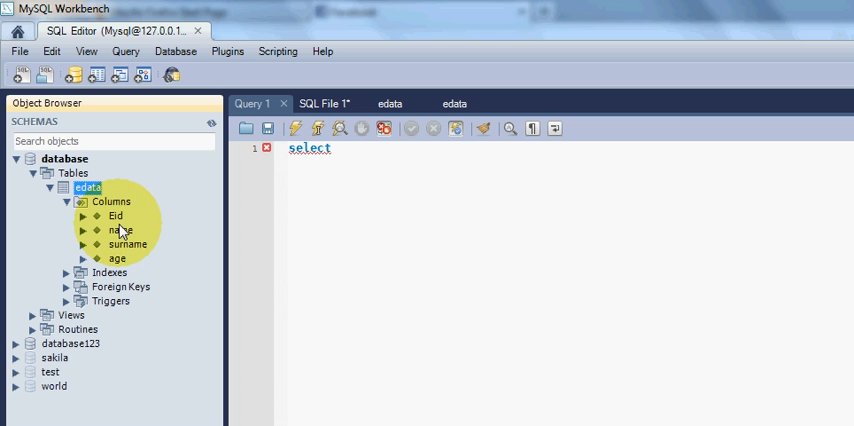 MySQL Workbench
SQL Editor (Mysql@127.0.0.1...
File Edit View Query Database Plugins Scripting Help
Object Browser
SCHEMAS
Search objects
database
Tables
edata
Columns
Eid
name
surname
age
Indexes
Foreign Keys
Triggers
Views
Routines
database123
sakila
test
world
Query 1 SQL File 1* edata edata
1 select